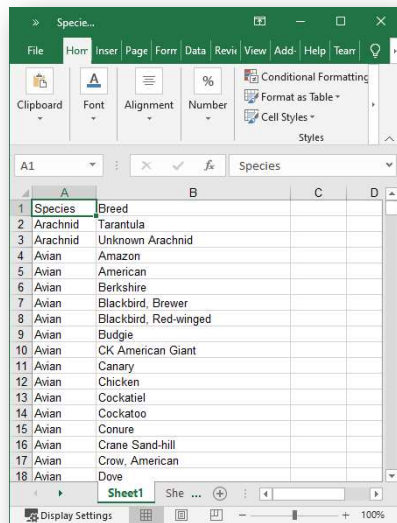 » Specie...
File Hom Inser Page Form Data Revie View Add- Help Tean
Clipboard Font Alignment Number
% Conditional Formatting
Format as Table
Cell Styles
Styles
A1 fx Species
A B C D
1 Species Breed
2 Arachnid Tarantula
3 Arachnid Unknown Arachnid
4 Avian Amazon
5 Avian American
6 Avian Berkshire
7 Avian Blackbird, Brewer
8 Avian Blackbird, Red-winged
9 Avian Budgie
10 Avian CK American Giant
11 Avian Canary
12 Avian Chicken
13 Avian Cockatiel
14 Avian Cockatoo
15 Avian Conure
16 Avian Crane Sand-hill
17 Avian Crow, American
18 Avian Dove
Sheet1 She ...
Display Settings 100%